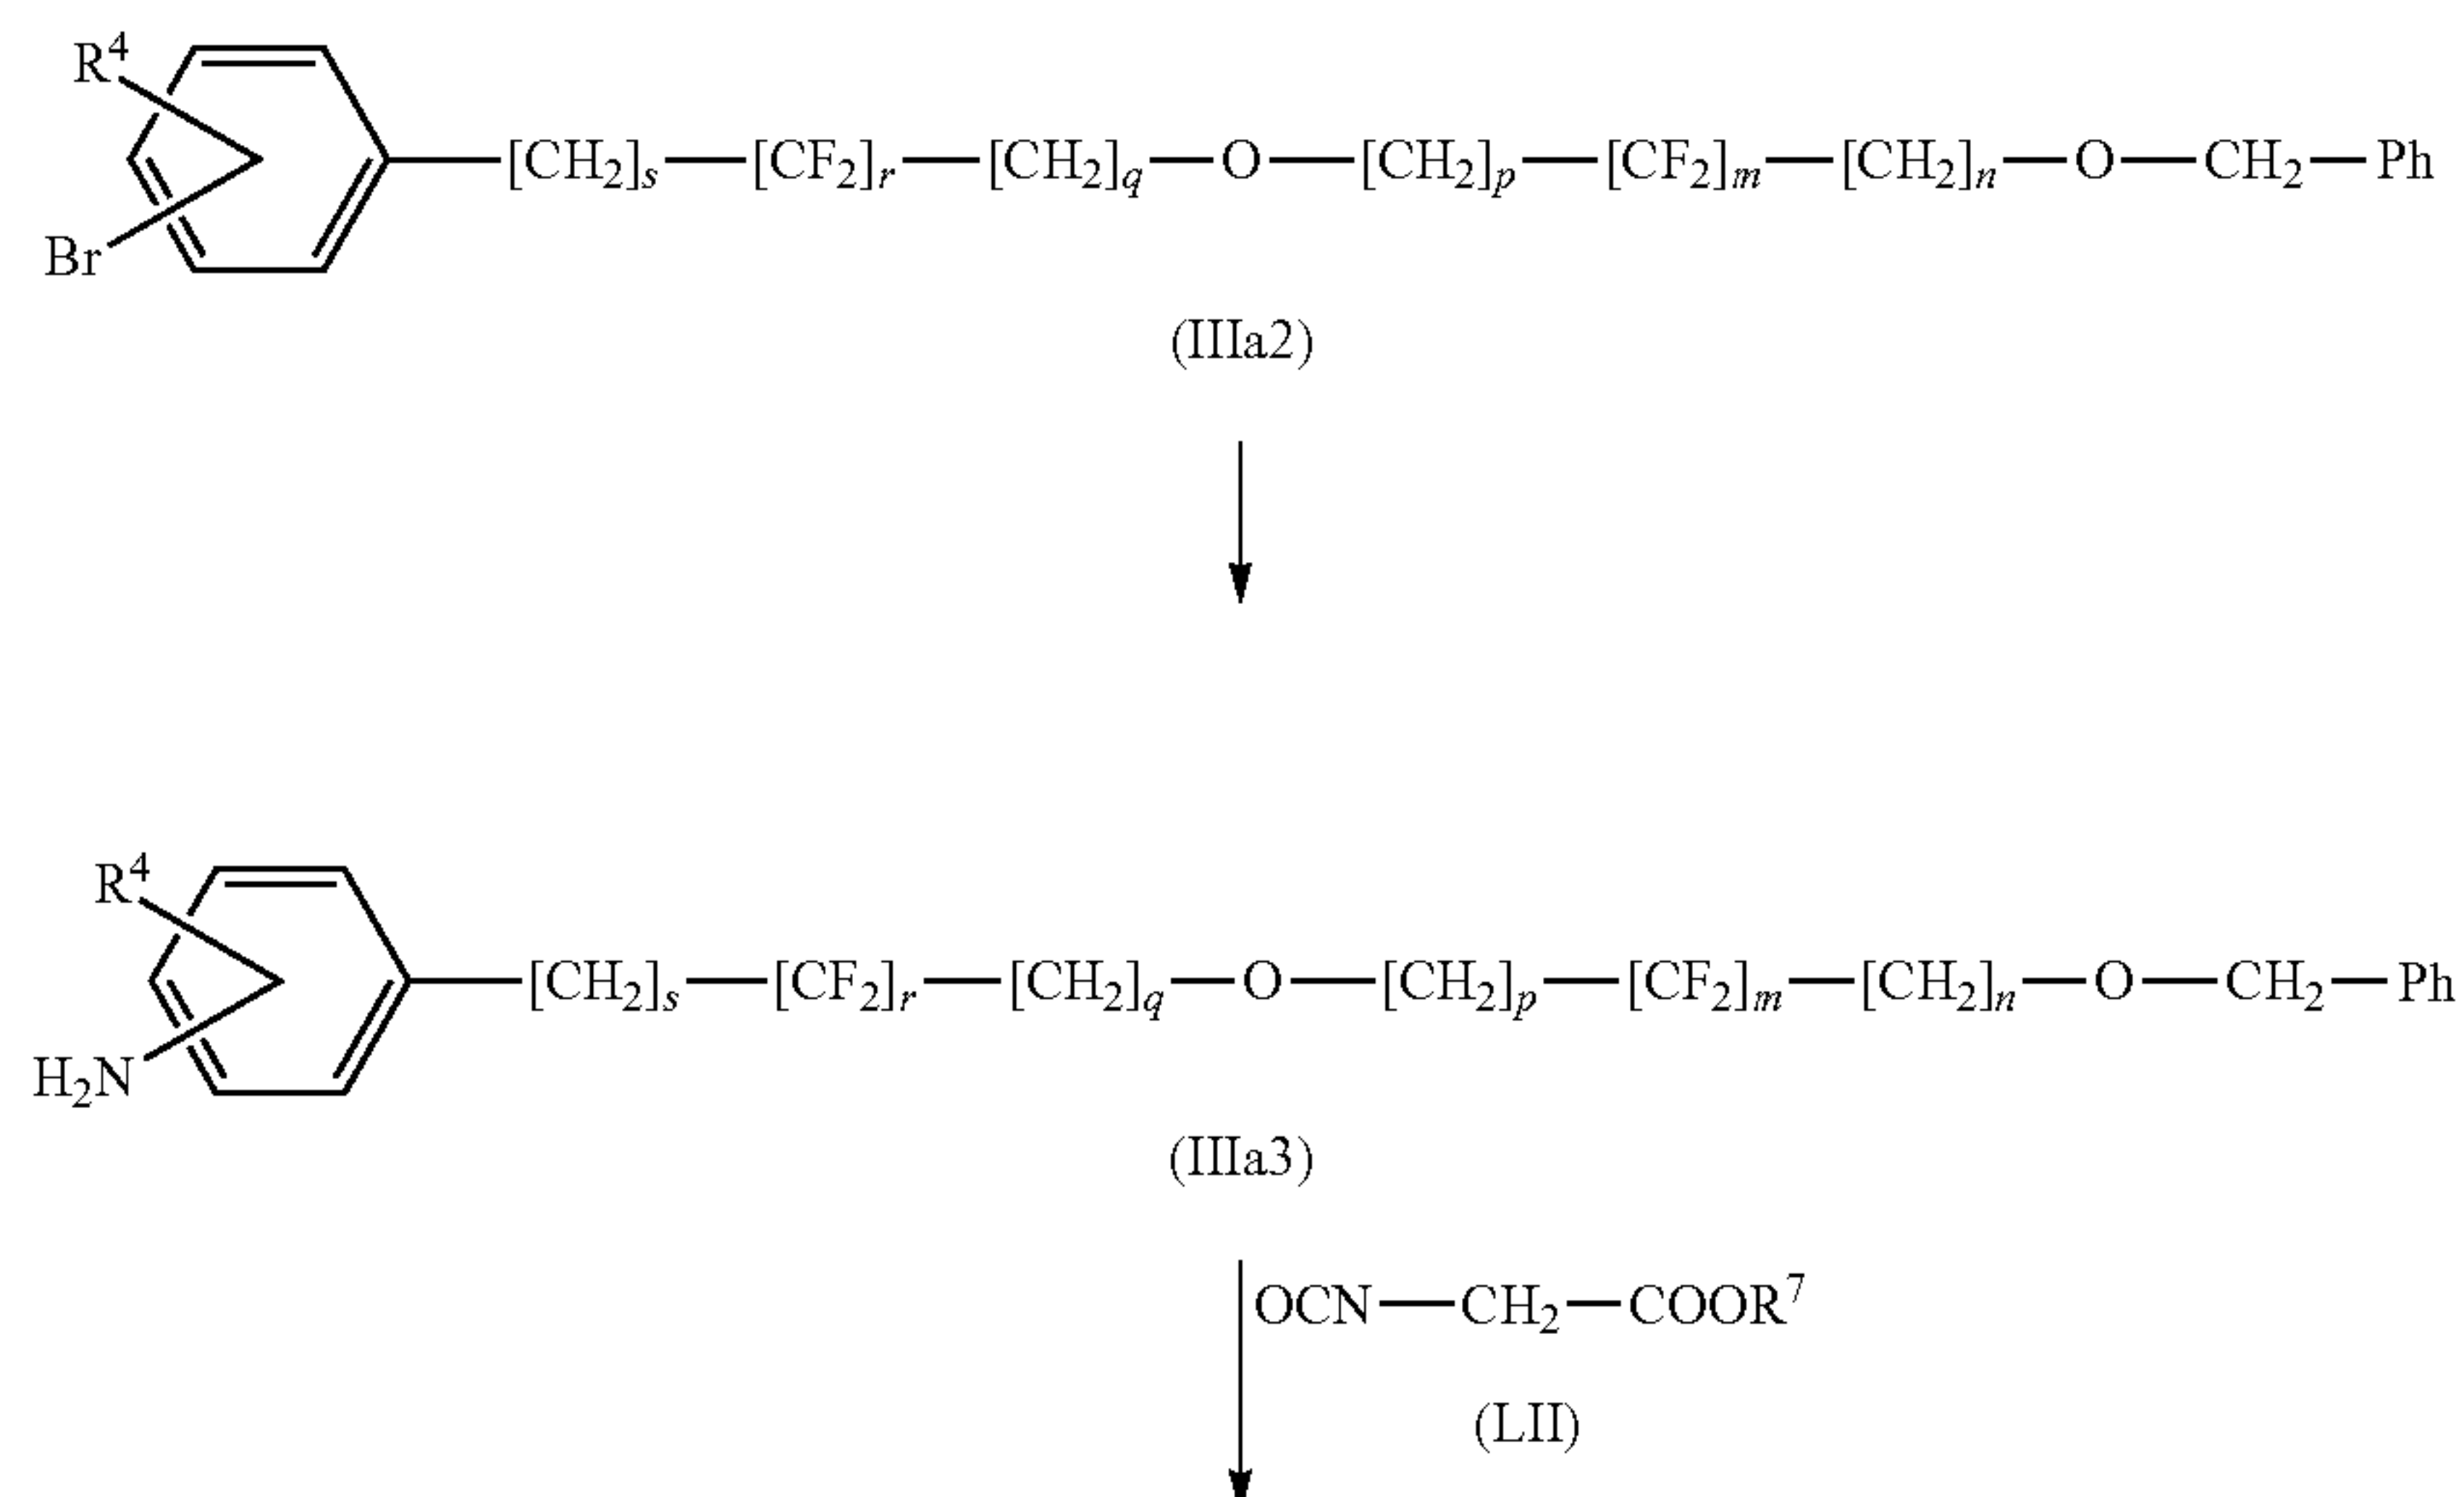 R⁴
[CH₂]ₛ—[CF₂]ᵣ—[CH₂]q—O—[CH₂]ₚ—[CF₂]ₘ—[CH₂]ₙ—O—CH₂—Ph
Br
(IIIa2)
R⁴
[CH₂]ₛ—[CF₂]ᵣ—[CH₂]q—O—[CH₂]ₚ—[CF₂]ₘ—[CH₂]ₙ—O—CH₂—Ph
H₂N
(IIIa3)
OCN—CH₂—COOR⁷
(LII)